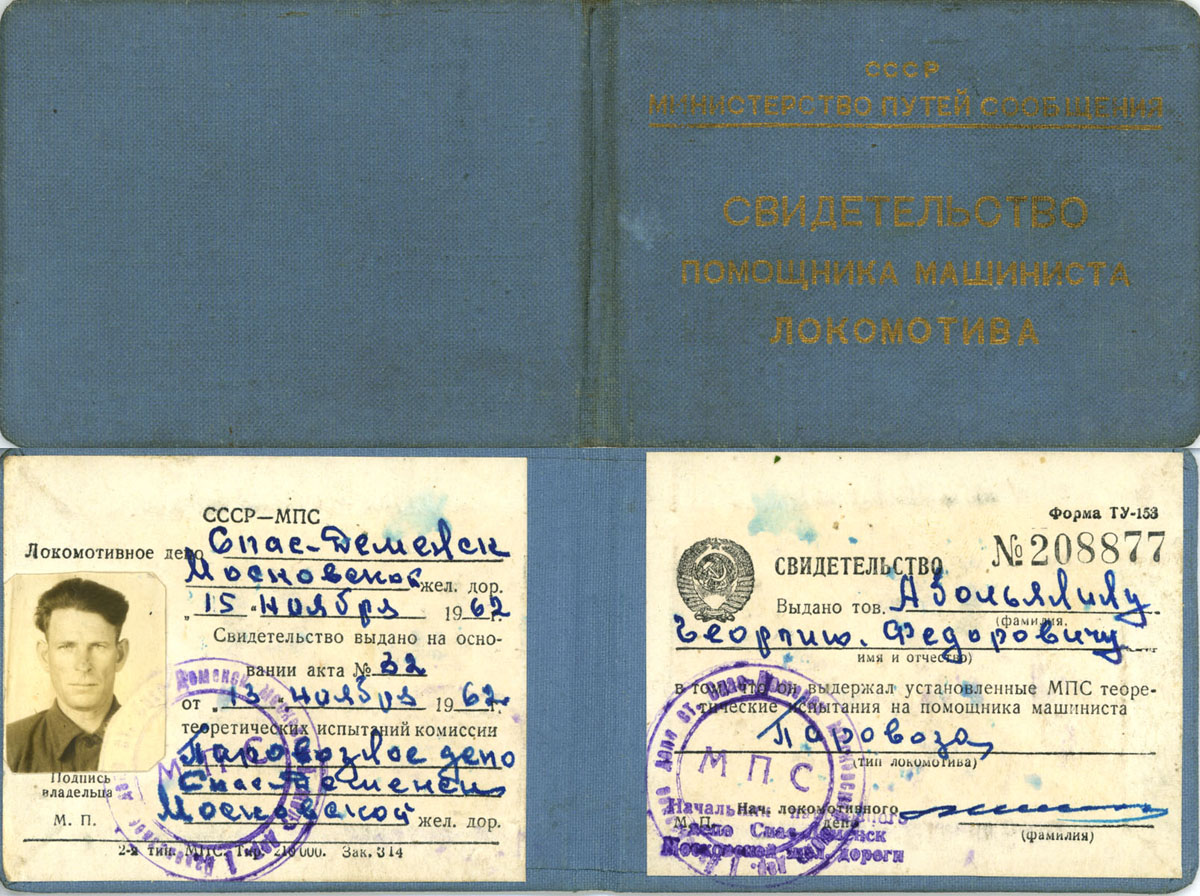 СССР
МИНИСТЕРСТВО ПУТЕЙ СООБЩЕНИЯ
СВИДЕТЕЛЬСТВО
ПОМОЩНИКА МАШИНИСТА
ЛОКОМОТИВА
СССР—МПС
Локомотивное депо Спас-Деменск
Московской жел. дор.
„15" ноября 1962 г.
Свидетельство выдано на осно-
вании акта № 32
от „13" ноября 1962 г.
теоретических испытаний комиссии
Паровозное депо
Спас-Деменск
Московской жел. дор.
Подпись
владельца
М. П.
2-я тип. МПС. Тир. 210 000. Зак. 314
МПС
Форма ТУ-153
№208877
СВИДЕТЕЛЬСТВО
Выдано тов.
(фамилия,
Георгию Федоровичу
имя и отчество)
в том, что он выдержал установленные МПС теоре-
тические испытания на помощника машиниста
Паровоза
(тип локомотива)
МПС
Нач. локомотивного
М. П. депо
(фамилия)
Начальник
депо Спас-Деменск
Московской жел. дороги